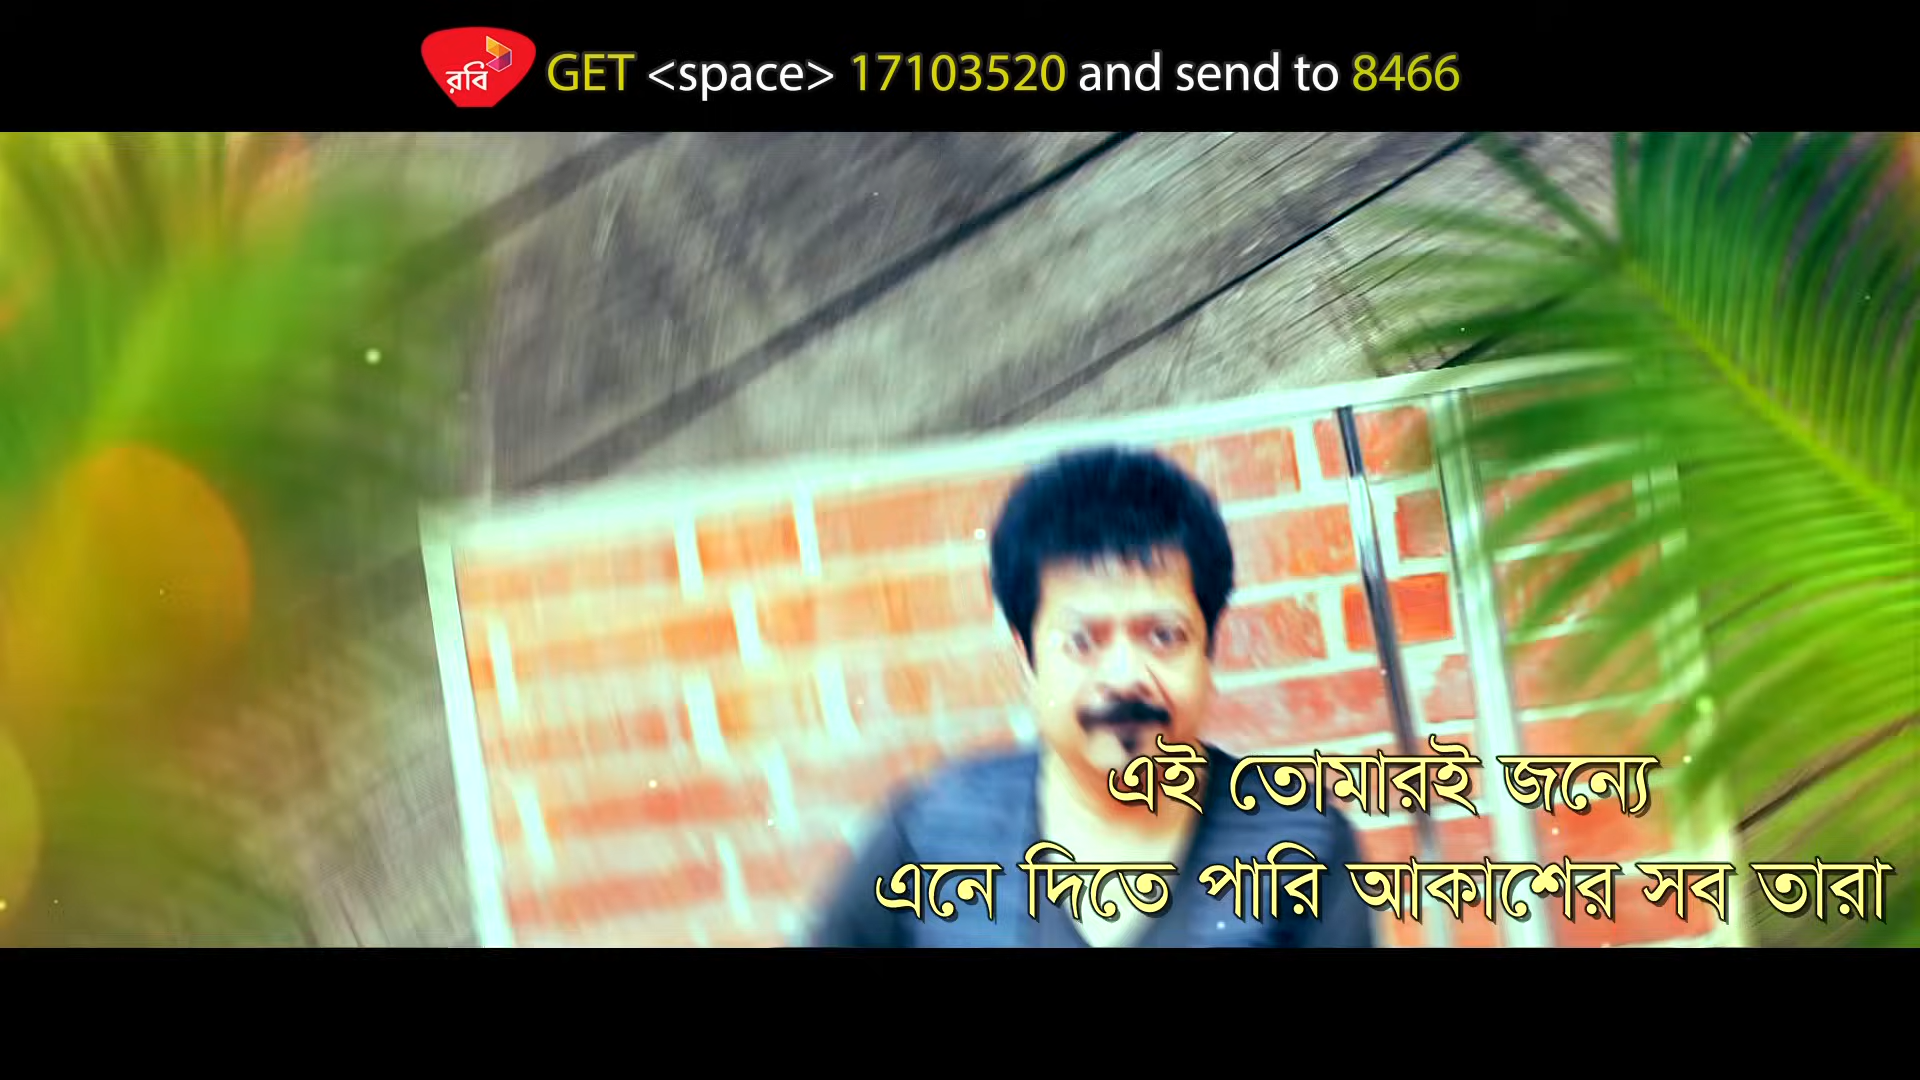 রবি GET <space> 17103520 and send to 8466
এই তোমারই জন্যে
এনে দিতে পারি আকাশের সব তারা